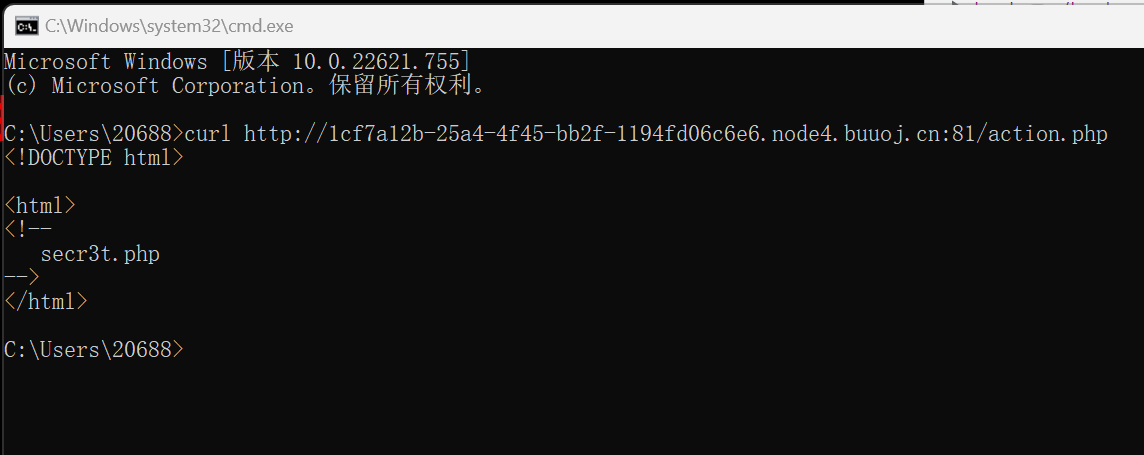 C:\Windows\system32\cmd.exe
Microsoft Windows [版本 10.0.22621.755]
(c) Microsoft Corporation。保留所有权利。
C:\Users\20688>curl http://1cf7a12b-25a4-4f45-bb2f-1194fd06c6e6.node4.buuoj.cn:81/action.php
<!DOCTYPE html>
<html>
<!--
   secr3t.php
-->
</html>
C:\Users\20688>